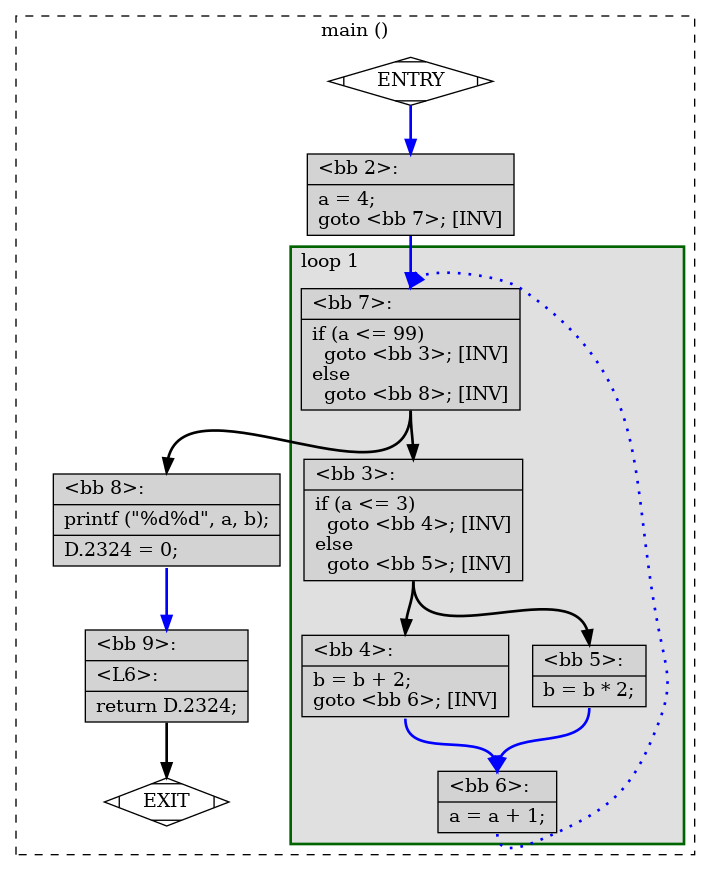 main ()
ENTRY
<bb 2>:
a = 4;
goto <bb 7>; [INV]
loop 1
<bb 7>:
if (a <= 99)
goto <bb 3>; [INV]
else
goto <bb 8>; [INV]
<bb 8>:
printf ("%d%d", a, b);
D.2324 = 0;
<bb 3>:
if (a <= 3)
goto <bb 4>; [INV]
else
goto <bb 5>; [INV]
<bb 9>:
<L6>:
return D.2324;
<bb 4>:
b = b + 2;
goto <bb 6>; [INV]
<bb 5>:
b = b * 2;
EXIT
<bb 6>:
a = a + 1;